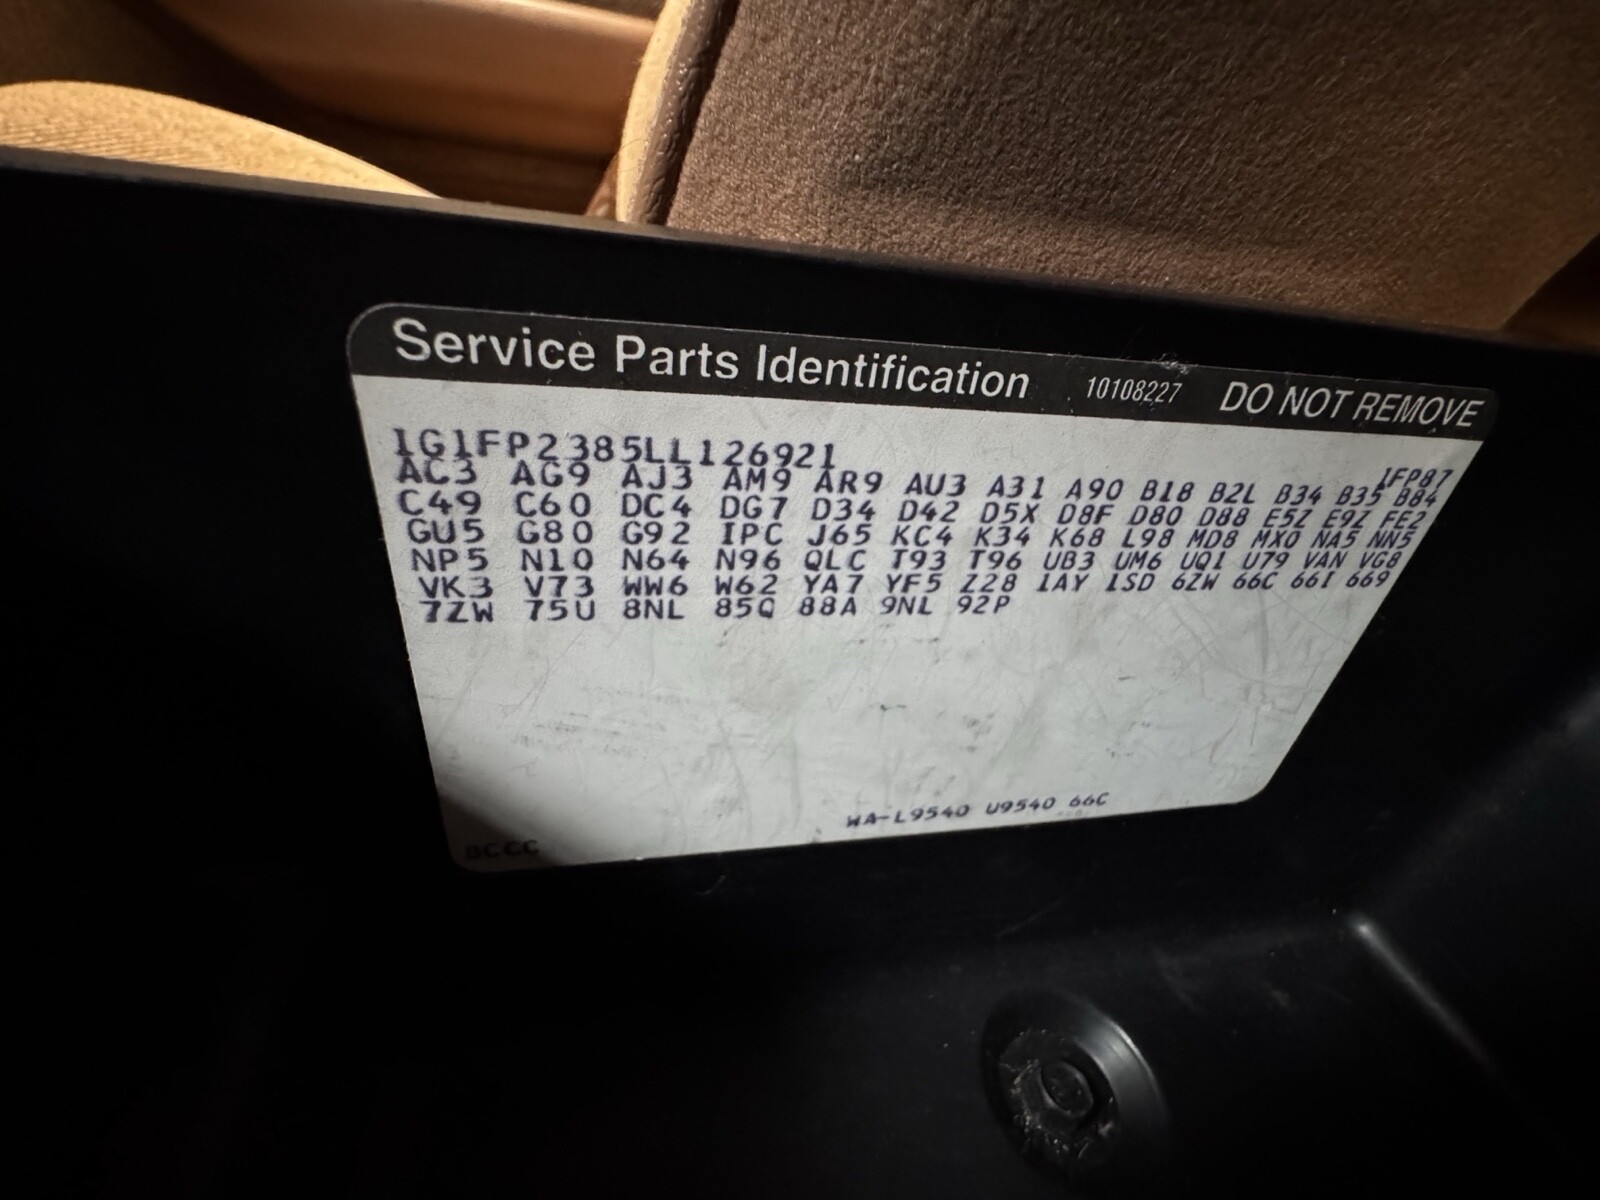 Service Parts Identification 10108227 DO NOT REMOVE
1G1FP2385LL126921 1FP87
AC3 AG9 AJ3 AM9 AR9 AU3 A31 A90 B18 B2L B34 B35 B84
C49 C60 DC4 DG7 D34 D42 D5X D8F D80 D88 E5Z E9Z FE2
GU5 G80 G92 IPC J65 KC4 K34 K68 L98 MD8 MX0 NA5 NN5
NP5 N10 N64 N96 QLC T93 T96 UB3 UM6 UQ1 U79 VAN VG8
VK3 V73 WW6 W62 YA7 YF5 Z28 1AY 1SD 6ZW 66C 66I 669
7ZW 75U 8NL 85Q 88A 9NL 92P
WA-L9540 U9540 66C
BCCC